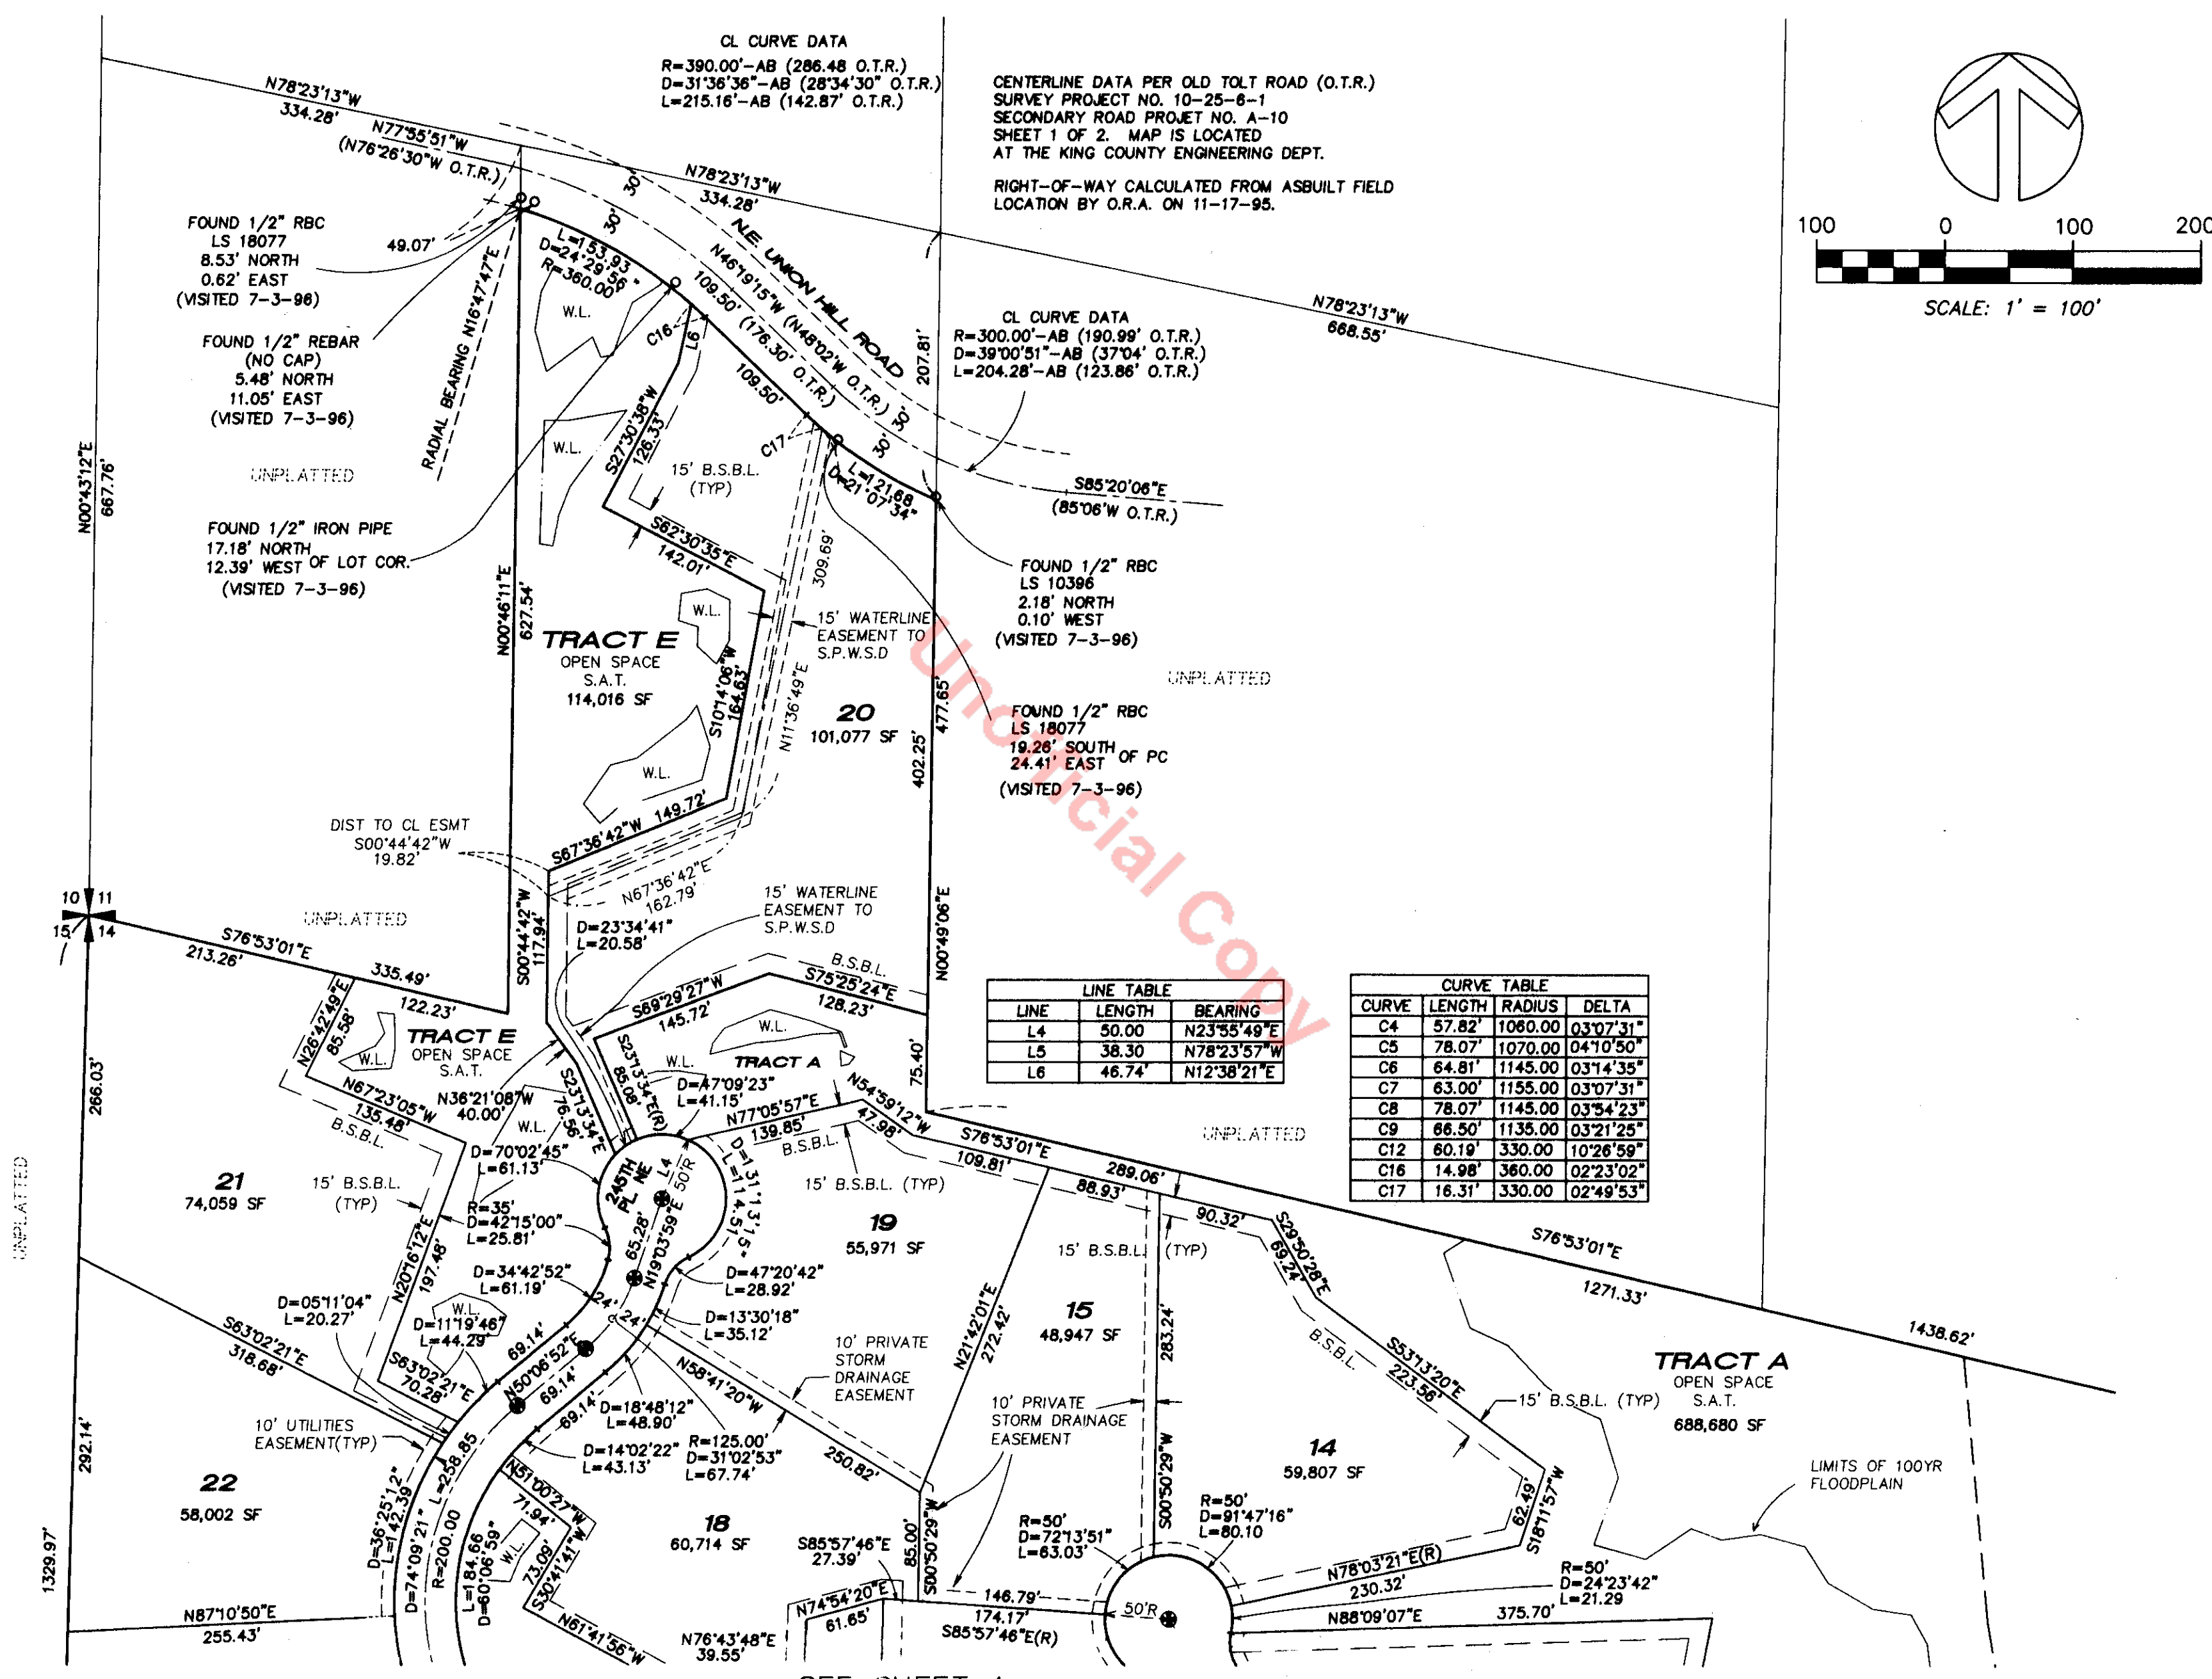 CL CURVE DATA
R=390.00'-AB (286.48 O.T.R.)
D=31°36'36"-AB (28°34'30" O.T.R.)
L=215.16'-AB (142.87' O.T.R.)
CENTERLINE DATA PER OLD TOLT ROAD (O.T.R.)
SURVEY PROJECT NO. 10-25-6-1
SECONDARY ROAD PROJET NO. A-10
SHEET 1 OF 2. MAP IS LOCATED
AT THE KING COUNTY ENGINEERING DEPT.
RIGHT-OF-WAY CALCULATED FROM ASBUILT FIELD
LOCATION BY O.R.A. ON 11-17-95.
100 0 100 200
SCALE: 1' = 100'
N78°23'13"W
334.28'
N77°55'51"W
(N76°26'30"W O.T.R.)
N78°23'13"W
334.28'
30'
30'
N.E. UNION HILL ROAD
N46°19'15"W (N48°02'W O.T.R.)
109.50' (176.30' O.T.R.)
109.50'
N78°23'13"W
668.55'
207.81'
FOUND 1/2" RBC
LS 18077
8.53' NORTH
0.62' EAST
(VISITED 7-3-96)
49.07'
L=153.93
D=24°29'56"
R=360.00'
W.L.
C16
L6
FOUND 1/2" REBAR
(NO CAP)
5.48' NORTH
11.05' EAST
(VISITED 7-3-96)
RADIAL BEARING N16°47'47"E
CL CURVE DATA
R=300.00'-AB (190.99' O.T.R.)
D=39°00'51"-AB (37°04' O.T.R.)
L=204.28'-AB (123.86' O.T.R.)
30'
30'
C17
L=121.68
D=21°07'34"
S85°20'06"E
(85°06'W O.T.R.)
N00°43'12"E
667.76'
UNPLATTED
S27°30'38"W
126.33'
W.L.
15' B.S.B.L.
(TYP)
FOUND 1/2" IRON PIPE
17.18' NORTH
12.39' WEST OF LOT COR.
(VISITED 7-3-96)
S62°30'35"E
142.01'
309.69'
FOUND 1/2" RBC
LS 10396
2.18' NORTH
0.10' WEST
(VISITED 7-3-96)
N00°46'11"E
627.54'
TRACT E
OPEN SPACE
S.A.T.
114,016 SF
W.L.
15' WATERLINE
EASEMENT TO
S.P.W.S.D
S10°14'06"W
164.63'
N11°36'49"E
20
101,077 SF
477.65'
402.25'
UNPLATTED
FOUND 1/2" RBC
LS 18077
19.26' SOUTH
24.41' EAST OF PC
(VISITED 7-3-96)
Unofficial Copy
W.L.
DIST TO CL ESMT
S00°44'42"W
19.82'
S67°36'42"W 149.72'
N67°36'42"E
162.79'
15' WATERLINE
EASEMENT TO
S.P.W.S.D
10 11
15 14
UNPLATTED
S76°53'01"E
213.26'
335.49'
122.23'
S00°44'42"W
117.94'
D=23°34'41"
L=20.58'
B.S.B.L.
S75°25'24"E
128.23'
S69°29'27"W
145.72'
N00°49'06"E
75.40'
LINE TABLE
LINE LENGTH BEARING
L4 50.00 N23°55'49"E
L5 38.30 N78°23'57"W
L6 46.74' N12°38'21"E
CURVE TABLE
CURVE LENGTH RADIUS DELTA
C4 57.82' 1060.00 03°07'31"
C5 78.07' 1070.00 04°10'50"
C6 64.81' 1145.00 03°14'35"
C7 63.00' 1155.00 03°07'31"
C8 78.07' 1145.00 03°54'23"
C9 66.50' 1135.00 03°21'25"
C12 60.19' 330.00 10°26'59"
C16 14.98' 360.00 02°23'02"
C17 16.31' 330.00 02°49'53"
N26°42'49"E
85.58'
W.L.
TRACT E
OPEN SPACE
S.A.T.
N67°23'05"W
135.48'
B.S.B.L.
N36°21'08"W
40.00'
W.L.
S23°13'34"E
76.56'
S23°13'34"E(R)
85.08'
W.L.
W.L.
TRACT A
D=47°09'23"
L=41.15'
N77°05'57"E
139.85'
B.S.B.L.
N54°59'12"W
47.98'
S76°53'01"E
289.06'
109.81'
88.93'
90.32'
UNPLATTED
266.03'
UNPLATTED
21
74,059 SF
15' B.S.B.L.
(TYP)
D=70°02'45"
L=61.13'
R=35'
D=42°15'00"
L=25.81'
245TH
PL. NE
L4
50'R
65.28'
N19°03'59"E
D=131°13'15"
L=114.51'
15' B.S.B.L. (TYP)
19
55,971 SF
15' B.S.B.L. (TYP)
S29°50'28"E
69.24'
S76°53'01"E
1271.33'
1438.62'
N20°16'12"E
197.48'
D=34°42'52"
L=61.19'
D=47°20'42"
L=28.92'
D=13°30'18"
L=35.12'
24'
24'
D=05°11'04"
L=20.27'
W.L.
D=11°19'46"
L=44.29'
S63°02'21"E
318.68'
S63°02'21"E
70.28'
69.14'
N50°06'52"E
69.14'
69.14'
10' PRIVATE
STORM
DRAINAGE
EASEMENT
N58°41'20"W
250.82'
N21°42'01"E
272.42'
15
48,947 SF
283.24'
B.S.B.L.
S53°13'20"E
223.56'
15' B.S.B.L. (TYP)
TRACT A
OPEN SPACE
S.A.T.
688,680 SF
292.14'
10' UTILITIES
EASEMENT(TYP)
D=18°48'12"
L=48.90'
D=14°02'22"
L=43.13'
R=125.00'
D=31°02'53"
L=67.74'
10' PRIVATE
STORM DRAINAGE
EASEMENT
S00°50'29"W
14
59,807 SF
LIMITS OF 100YR
FLOODPLAIN
22
58,002 SF
D=36°25'12"
L=142.39'
D=74°09'21"
L=258.85
R=200.00
L=184.66
D=60°06'59"
N51°00'27"W
71.94'
W.L.
73.09'
S30°41'41"W
18
60,714 SF
S85°57'46"E
27.39'
85.00'
S00°50'29"W
R=50'
D=72°13'51"
L=63.03'
R=50'
D=91°47'16"
L=80.10
62.49'
S18°11'57"W
N78°03'21"E(R)
230.32'
R=50'
D=24°23'42"
L=21.29
1329.97'
N87°10'50"E
255.43'
N61°41'56"W
N74°54'20"E
61.65'
N76°43'48"E
39.55'
146.79'
174.17'
S85°57'46"E(R)
50'R
N88°09'07"E 375.70'